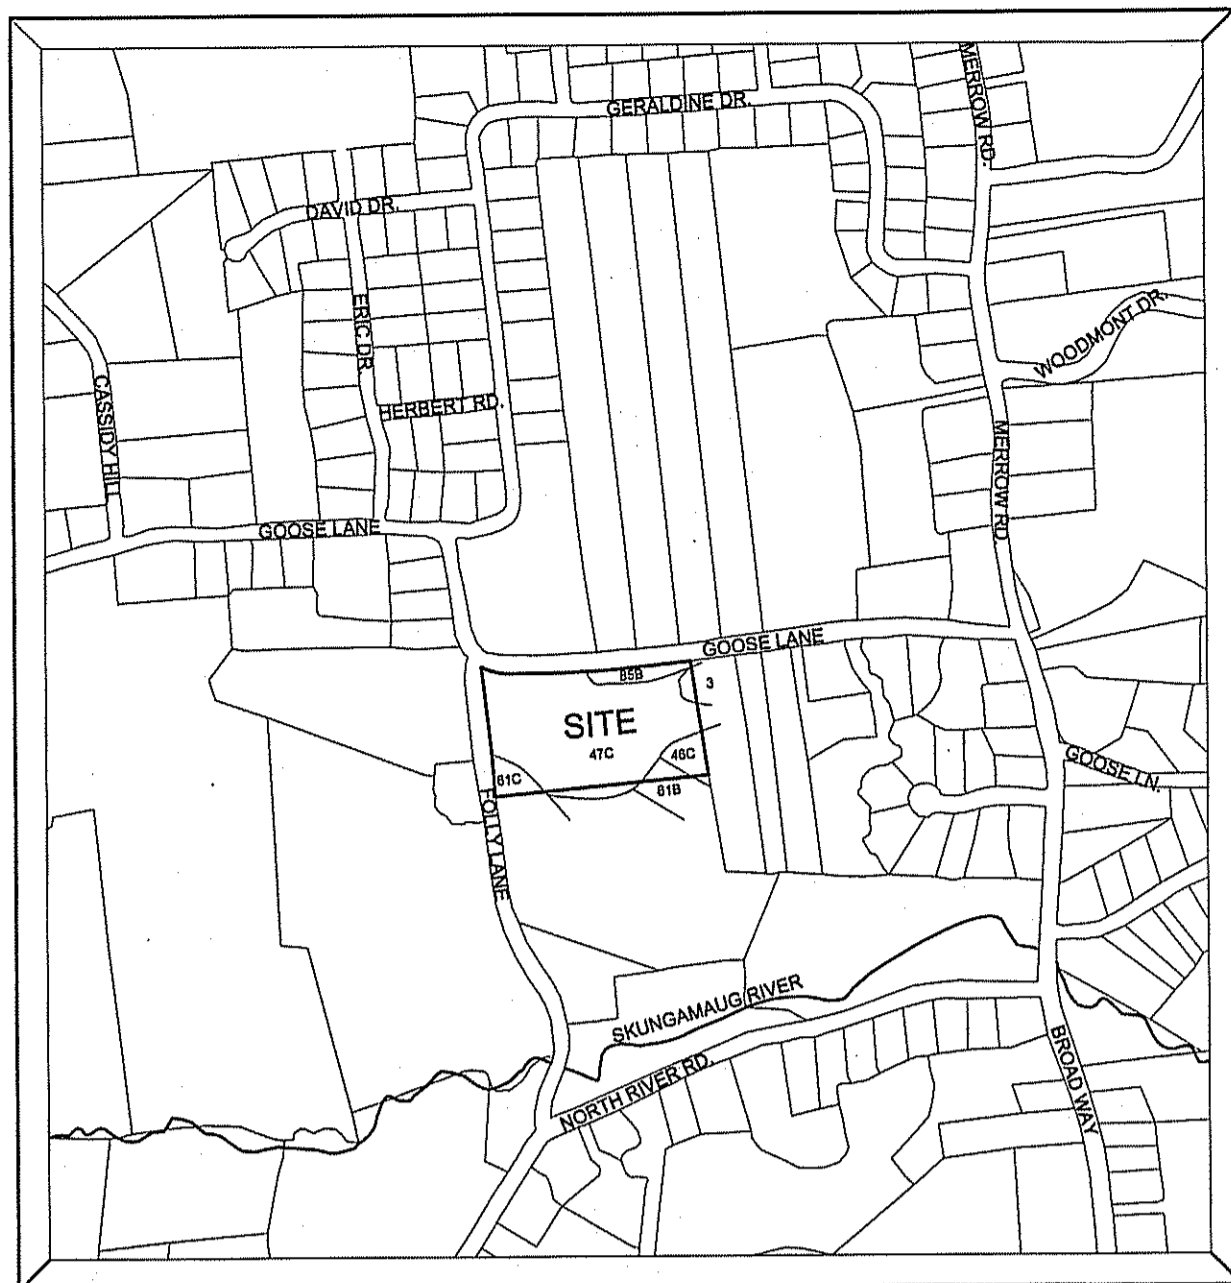 GERALDINE DR.
MERROW RD.
DAVID DR.
ERIC DR.
WOODMONT DR.
CASSIDY HILL
HERBERT RD.
MERROW RD.
GOOSE LANE
GOOSE LANE
85B
3
SITE
47C
46C
61C
61B
GOOSE LN.
FOLLY LANE
SKUNGAMAUG RIVER
NORTH RIVER RD.
BROAD WAY